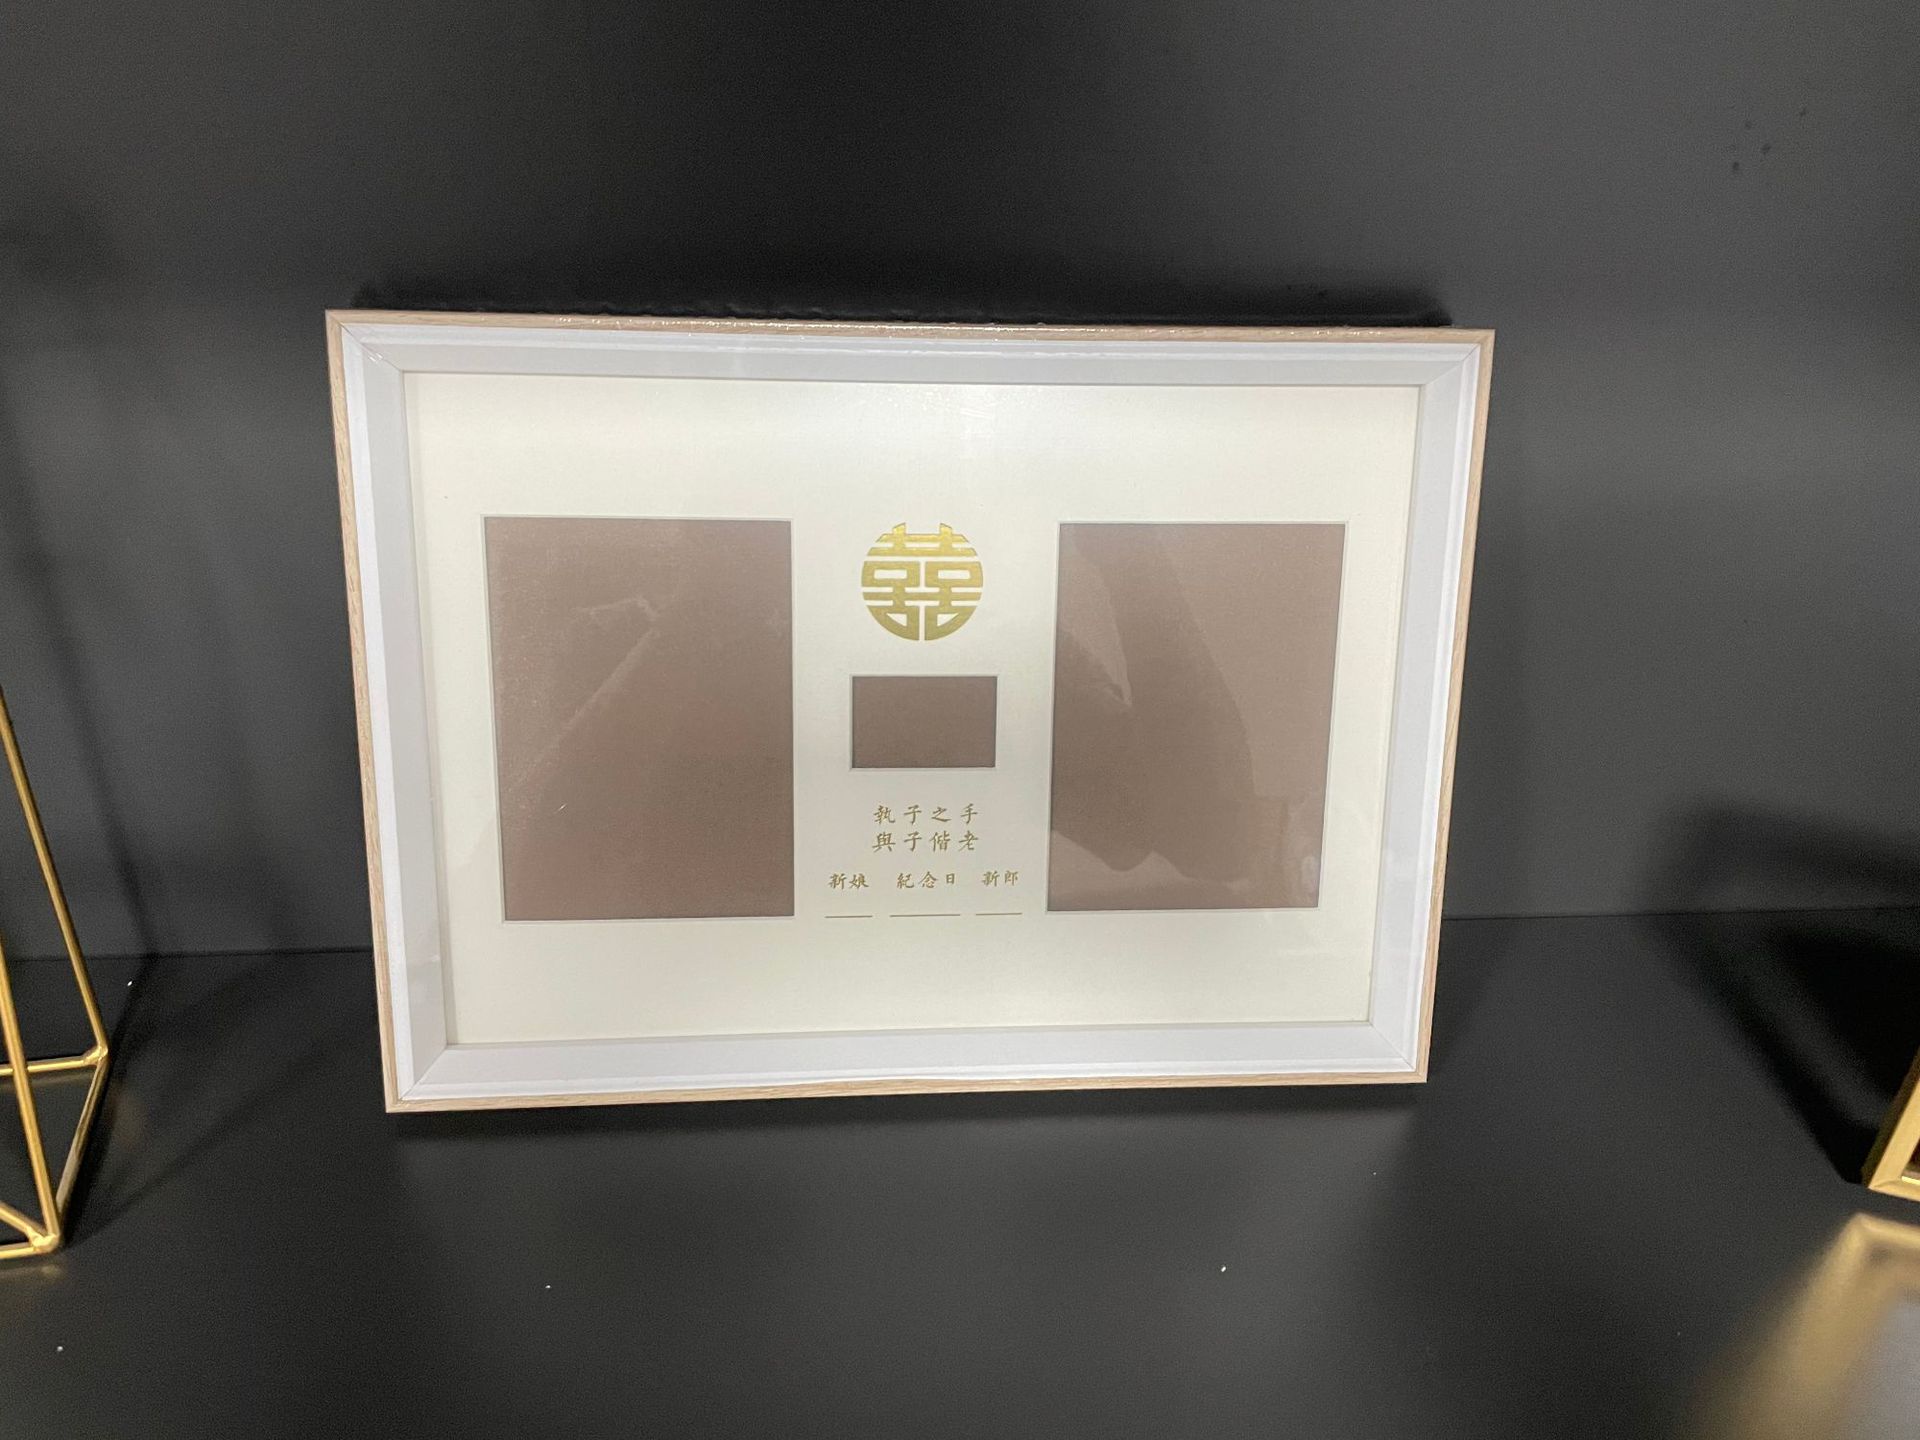 囍
執子之手
與子偕老
新娘 紀念日 新郎